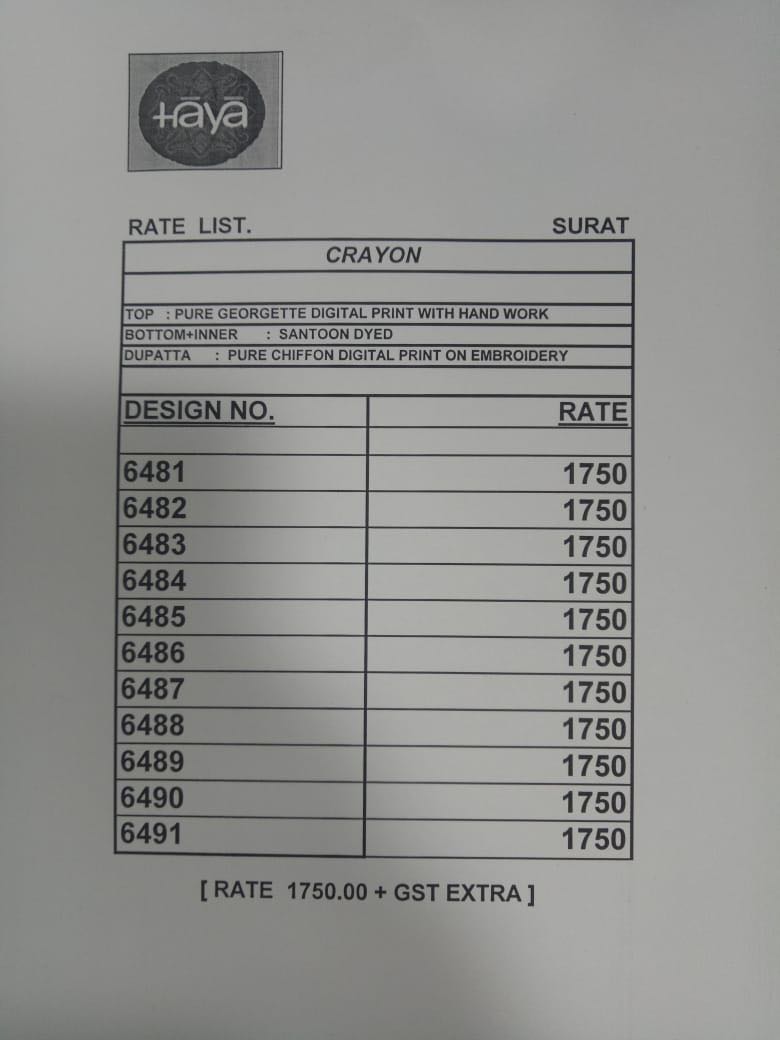 Hāyā
RATE LIST. SURAT
CRAYON
TOP : PURE GEORGETTE DIGITAL PRINT WITH HAND WORK
BOTTOM+INNER : SANTOON DYED
DUPATTA : PURE CHIFFON DIGITAL PRINT ON EMBROIDERY
DESIGN NO. RATE
6481 1750
6482 1750
6483 1750
6484 1750
6485 1750
6486 1750
6487 1750
6488 1750
6489 1750
6490 1750
6491 1750
[ RATE 1750.00 + GST EXTRA ]